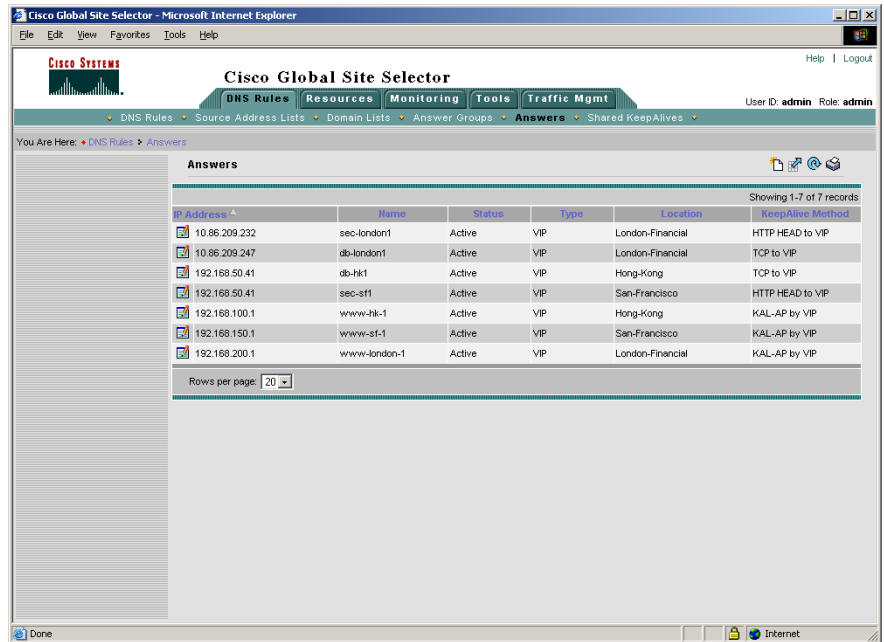 Cisco Global Site Selector - Microsoft Internet Explorer
File Edit View Favorites Tools Help
CISCO SYSTEMS
Help | Logout
Cisco Global Site Selector
DNS Rules Resources Monitoring Tools Traffic Mgmt
User ID: admin Role: admin
DNS Rules Source Address Lists Domain Lists Answer Groups Answers Shared KeepAlives
You Are Here: DNS Rules Answers
Answers
Showing 1-7 of 7 records
IP Address Name Status Type Location KeepAlive Method
10.86.209.232 sec-london1 Active VIP London-Financial HTTP HEAD to VIP
10.86.209.247 db-london1 Active VIP London-Financial TCP to VIP
192.168.50.41 db-hk1 Active VIP Hong-Kong TCP to VIP
192.168.50.41 sec-sf1 Active VIP San-Francisco HTTP HEAD to VIP
192.168.100.1 www-hk-1 Active VIP Hong-Kong KAL-AP by VIP
192.168.150.1 www-sf-1 Active VIP San-Francisco KAL-AP by VIP
192.168.200.1 www-london-1 Active VIP London-Financial KAL-AP by VIP
Rows per page: 20
Done Internet